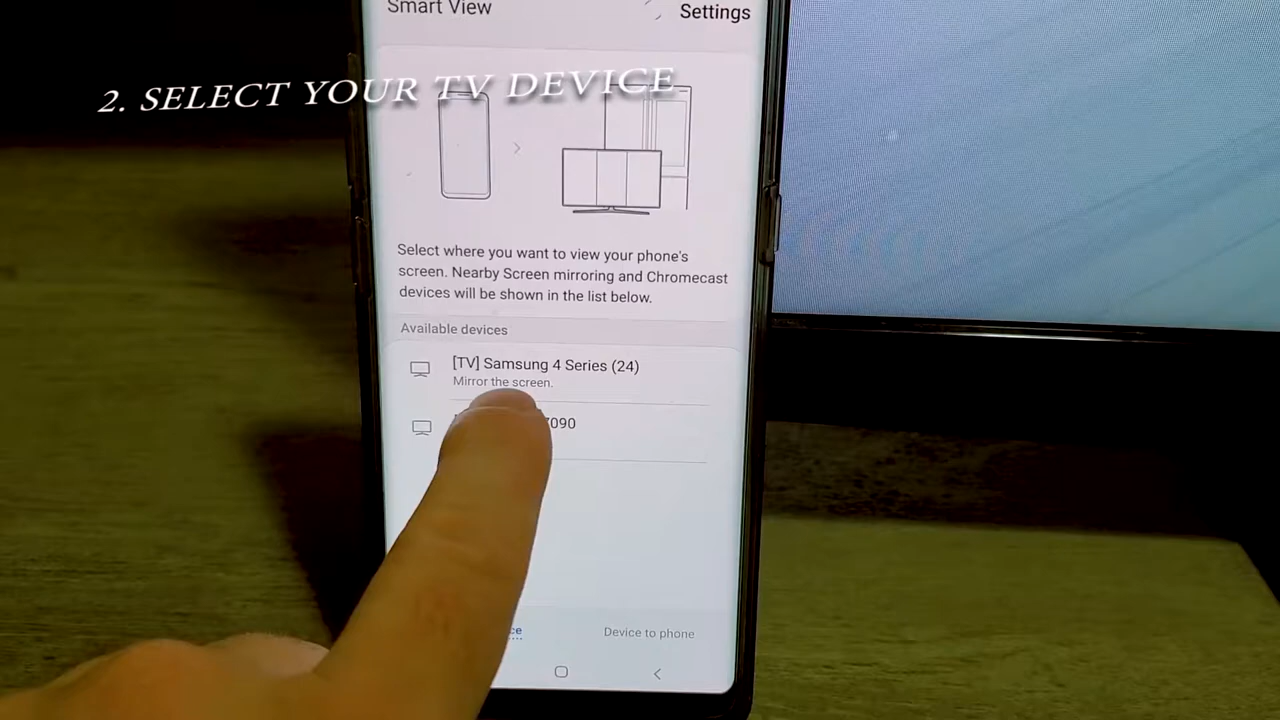 Smart View
Settings
2. SELECT YOUR TV DEVICE
Select where you want to view your phone's
screen. Nearby Screen mirroring and Chromecast
devices will be shown in the list below.
Available devices
[TV] Samsung 4 Series (24)
Mirror the screen.
Device to phone